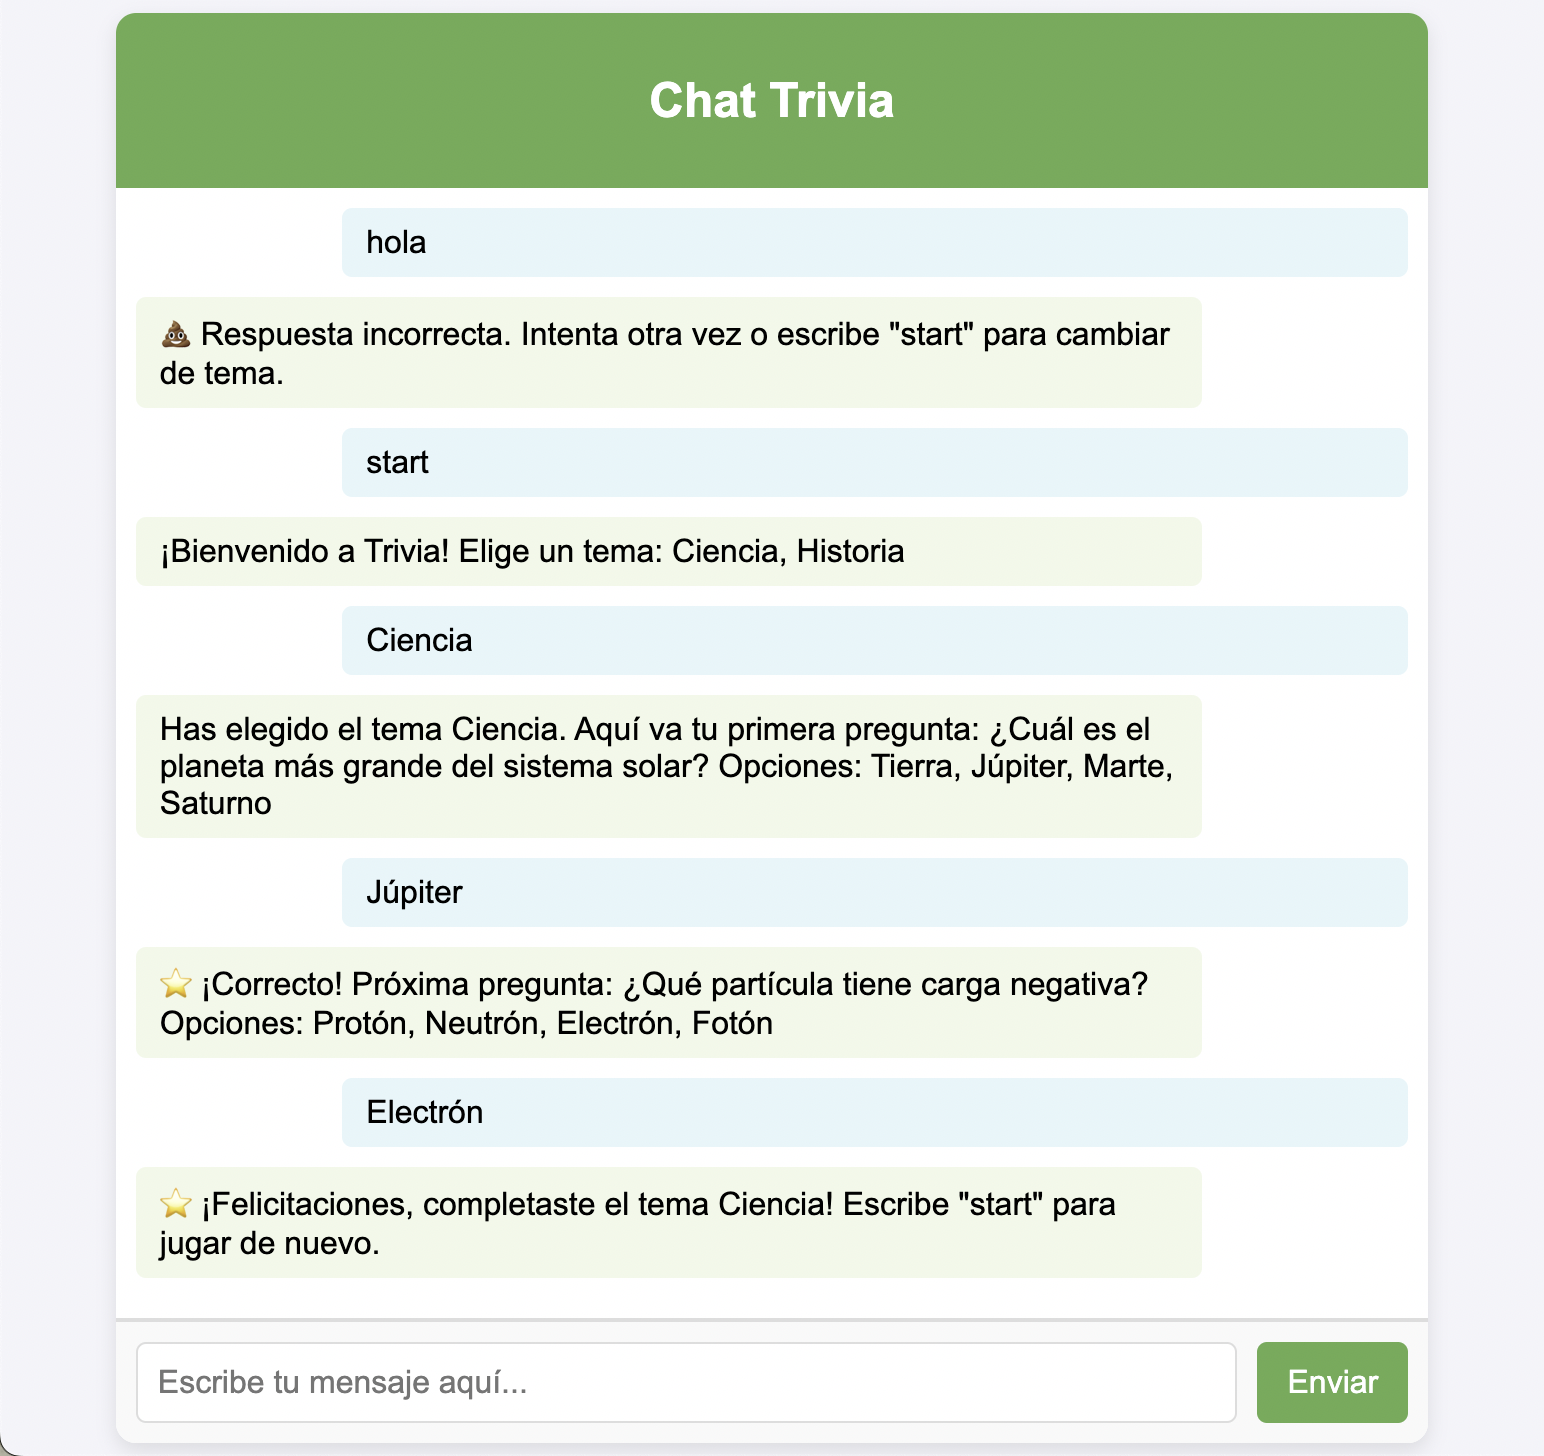 Chat Trivia
hola
💩 Respuesta incorrecta. Intenta otra vez o escribe "start" para cambiar
de tema.
start
¡Bienvenido a Trivia! Elige un tema: Ciencia, Historia
Ciencia
Has elegido el tema Ciencia. Aquí va tu primera pregunta: ¿Cuál es el
planeta más grande del sistema solar? Opciones: Tierra, Júpiter, Marte,
Saturno
Júpiter
⭐ ¡Correcto! Próxima pregunta: ¿Qué partícula tiene carga negativa?
Opciones: Protón, Neutrón, Electrón, Fotón
Electrón
⭐ ¡Felicitaciones, completaste el tema Ciencia! Escribe "start" para
jugar de nuevo.
Escribe tu mensaje aquí...
Enviar